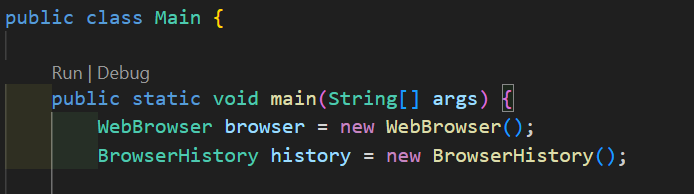 public class Main {
Run | Debug
public static void main(String[] args) {
WebBrowser browser = new WebBrowser();
BrowserHistory history = new BrowserHistory();